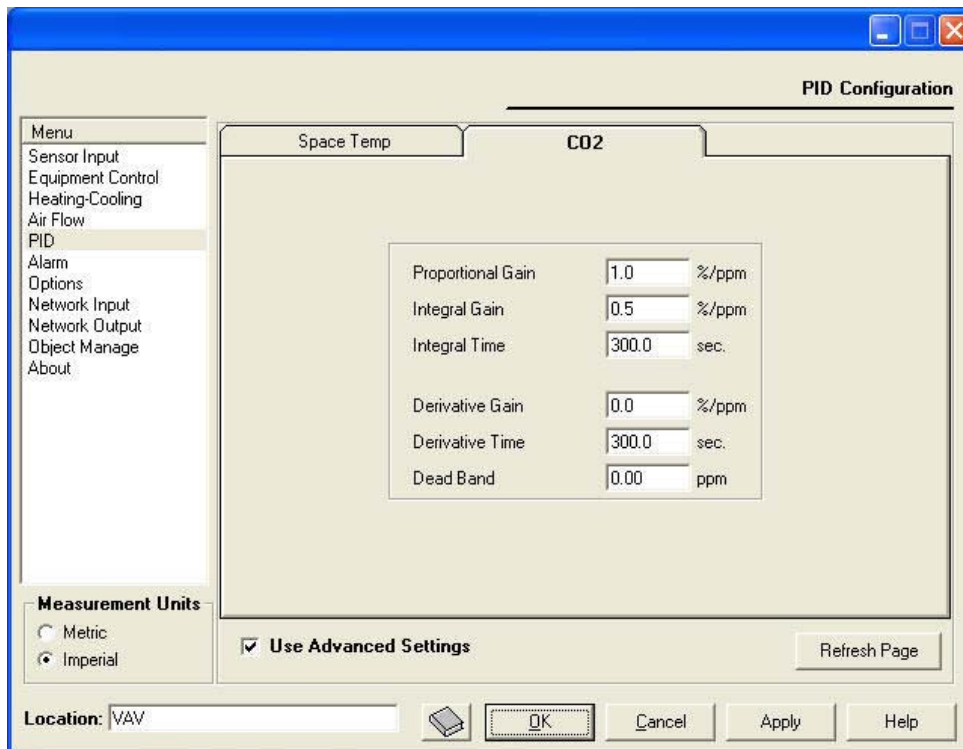 PID Configuration
Menu
Sensor Input
Equipment Control
Heating-Cooling
Air Flow
PID
Alarm
Options
Network Input
Network Output
Object Manage
About
Space Temp
CO2
Proportional Gain 1.0 %/ppm
Integral Gain 0.5 %/ppm
Integral Time 300.0 sec.
Derivative Gain 0.0 %/ppm
Derivative Time 300.0 sec.
Dead Band 0.00 ppm
Measurement Units
Metric
Imperial
Use Advanced Settings
Refresh Page
Location: VAV
OK
Cancel
Apply
Help